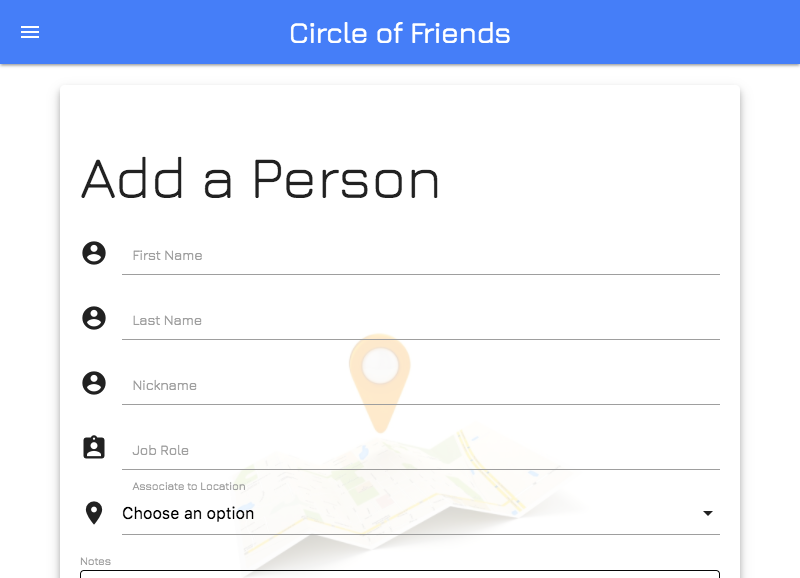 Circle of Friends
Add a Person
First Name
Last Name
Nickname
Job Role
Associate to Location
Choose an option
Notes